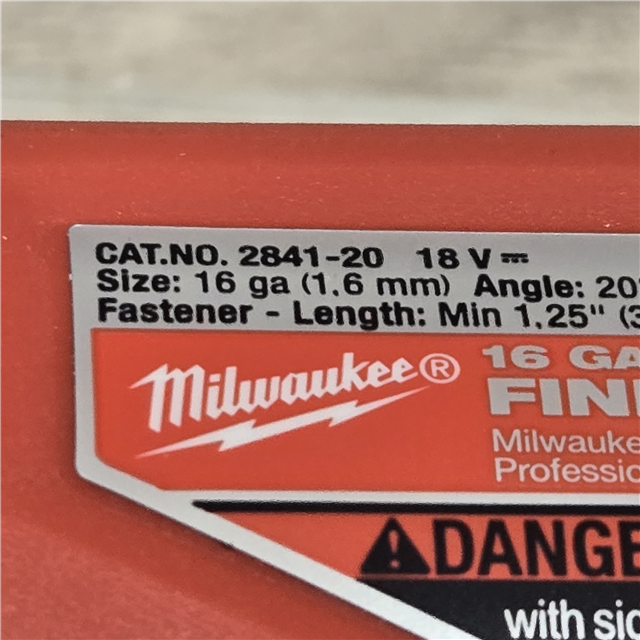 CAT.NO. 2841-20 18 V⎓
Size: 16 ga (1.6 mm) Angle: 20
Fastener - Length: Min 1.25" (3
Milwaukee®
16 GA
FIN
Milwauke
Professio
⚠DANGE
with sid